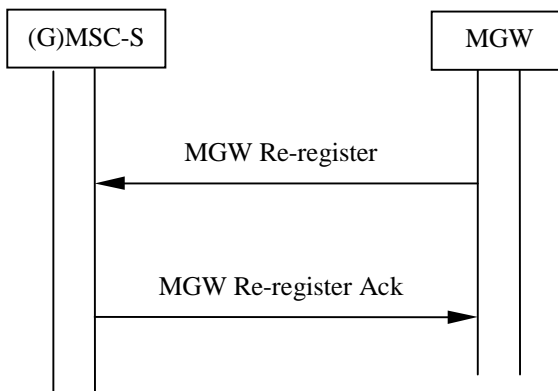 (G)MSC-S
MGW
MGW Re-register
MGW Re-register Ack